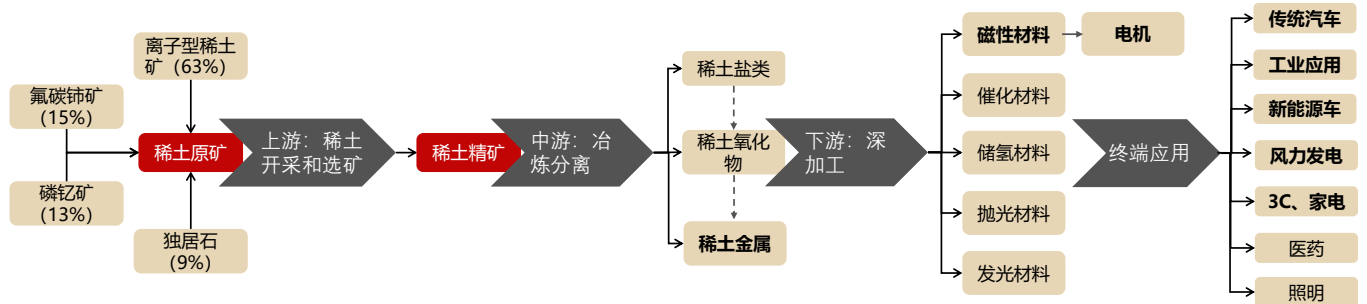 氟碳铈矿
(15%)
磷钇矿
(13%)
离子型稀土
矿（63%）
稀土原矿
独居石
(9%)
上游：稀土
开采和选矿
稀土精矿
中游：冶
炼分离
稀土盐类
稀土氧化
物
稀土金属
下游：深
加工
磁性材料
电机
催化材料
储氢材料
抛光材料
发光材料
终端应用
传统汽车
工业应用
新能源车
风力发电
3C、家电
医药
照明